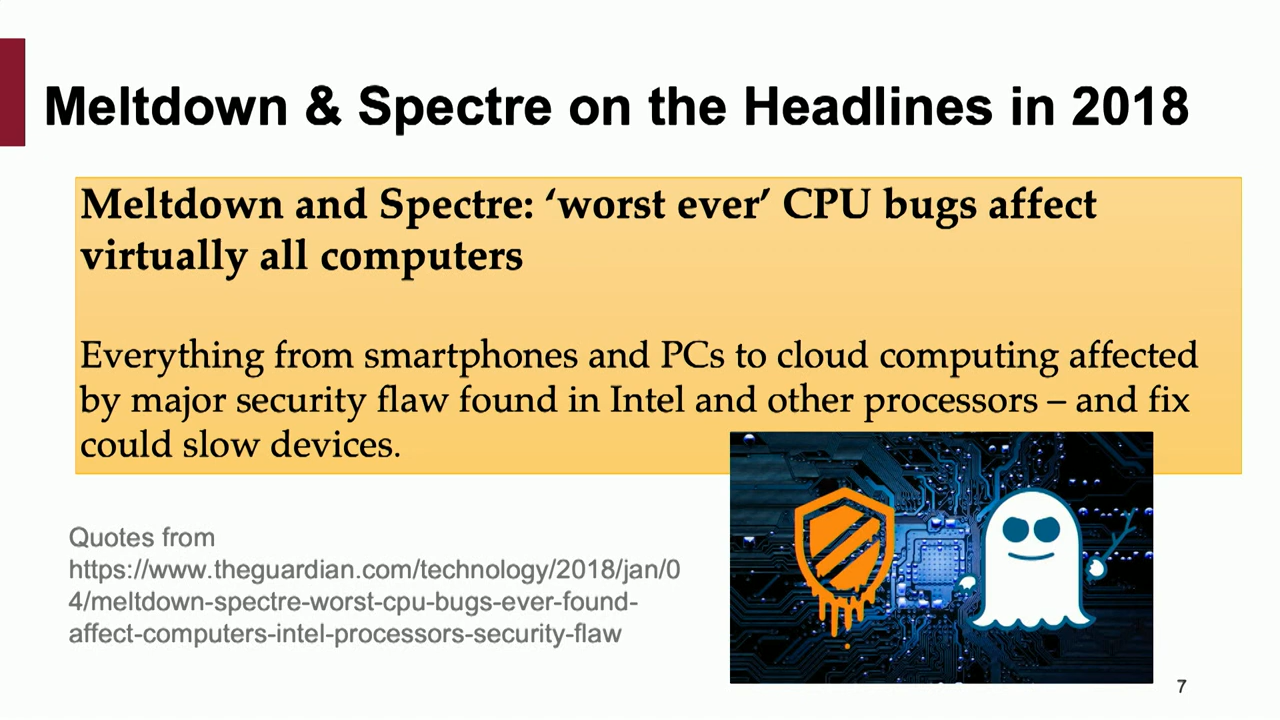 Meltdown & Spectre on the Headlines in 2018
Meltdown and Spectre: ‘worst ever’ CPU bugs affect
virtually all computers
Everything from smartphones and PCs to cloud computing affected
by major security flaw found in Intel and other processors – and fix
could slow devices.
Quotes from
https://www.theguardian.com/technology/2018/jan/0
4/meltdown-spectre-worst-cpu-bugs-ever-found-
affect-computers-intel-processors-security-flaw
7